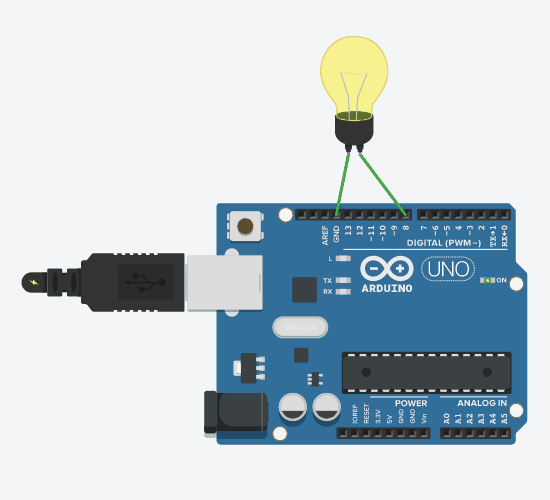 AREF
GND
13
12
~11
~10
~9
8
7
~6
~5
4
~3
2
TX→1
RX←0
DIGITAL (PWM~)
L
TX
RX
UNO
ARDUINO
ON
POWER
ANALOG IN
IOREF
RESET
3.3V
5V
GND
GND
Vin
A0
A1
A2
A3
A4
A5